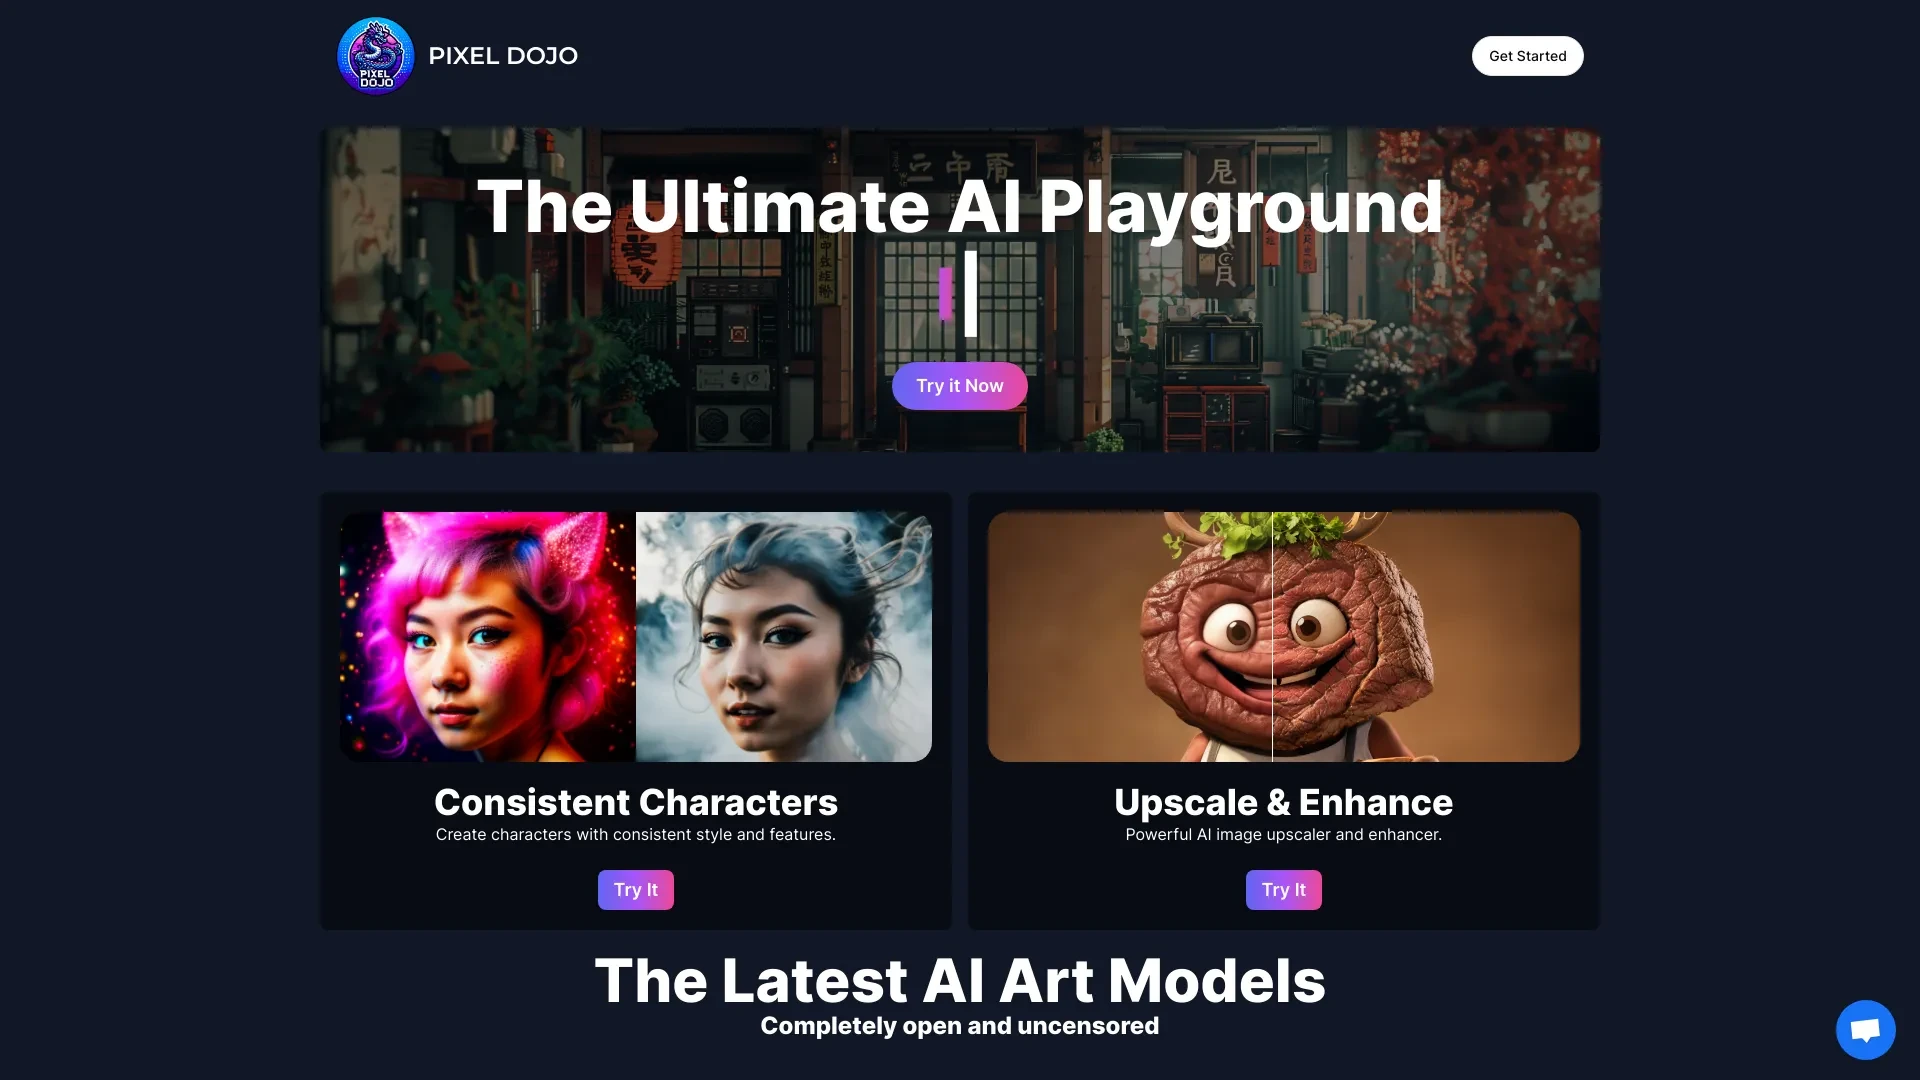 PIXEL
DOJO
PIXEL DOJO
Get Started
The Ultimate AI Playground
Try it Now
Consistent Characters
Create characters with consistent style and features.
Try It
Upscale & Enhance
Powerful AI image upscaler and enhancer.
Try It
The Latest AI Art Models
Completely open and uncensored